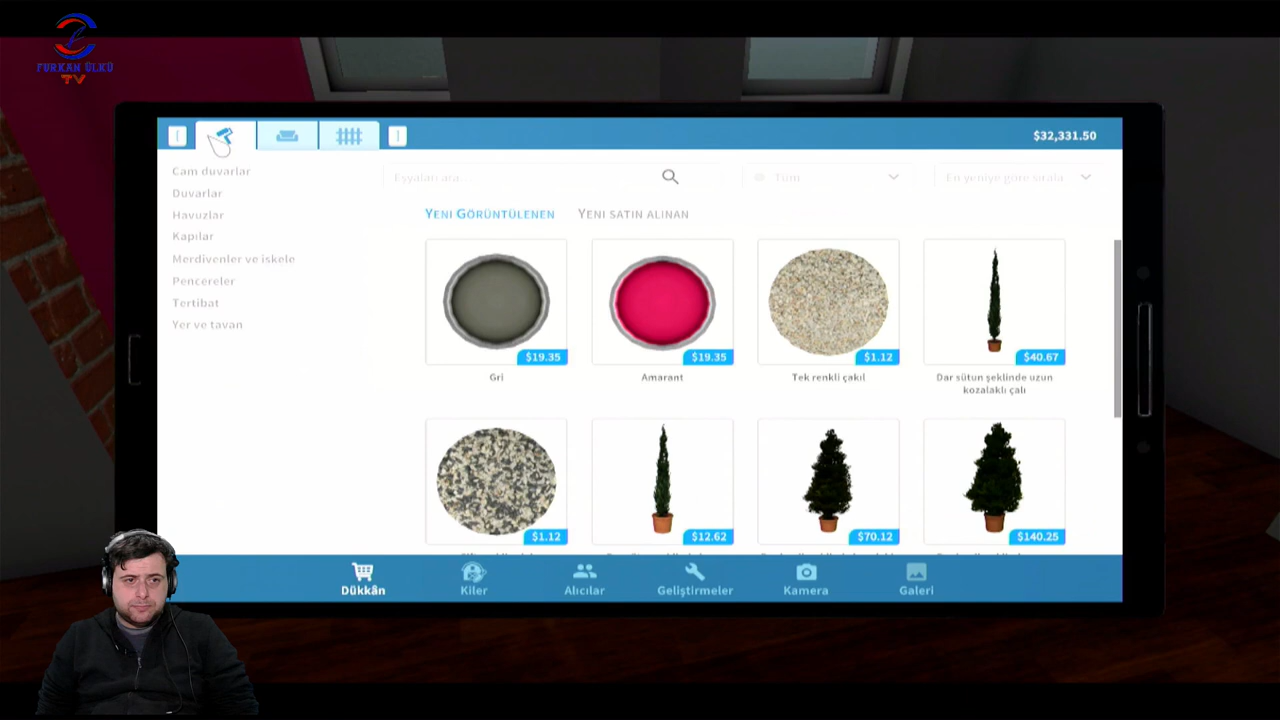 FURKAN ÜLKÜ
TV
$32,331.50
Cam duvarlar
Duvarlar
Havuzlar
Kapılar
Merdivenler ve iskele
Pencereler
Tertibat
Yer ve tavan
Eşyaları ara...
Tüm
En yeniye göre sırala
YENİ GÖRÜNTÜLENEN
YENİ SATIN ALINAN
$19.35
$19.35
$1.12
$40.67
Gri
Amarant
Tek renkli çakıl
Dar sütun şeklinde uzun
kozalaklı çalı
$1.12
$12.62
$70.12
$140.25
Dükkân
Kiler
Alıcılar
Geliştirmeler
Kamera
Galeri